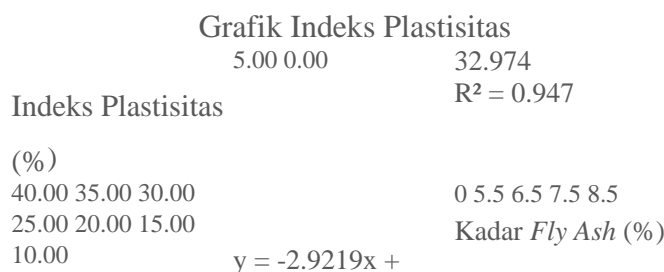 Grafik Indeks Plastisitas
Indeks Plastisitas
(%)
40.00 35.00 30.00
25.00 20.00 15.00
10.00
5.00 0.00
y = -2.9219x +
32.974
R² = 0.947
0 5.5 6.5 7.5 8.5
Kadar Fly Ash (%)